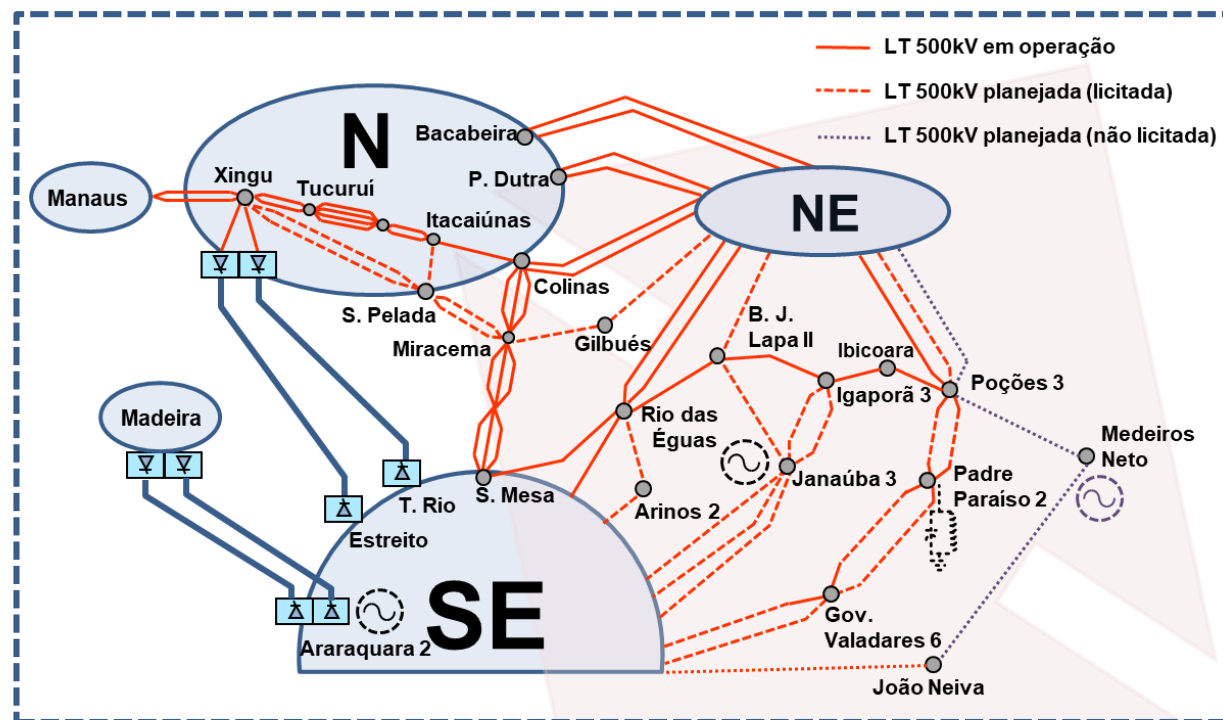 LT 500kV em operação
LT 500kV planejada (licitada)
LT 500kV planejada (não licitada)
N
Bacabeira
Xingu
Tucuruí
P. Dutra
Manaus
Itacaiúnas
NE
Colinas
S. Pelada
Miracema
Gilbués
B. J.
Lapa II
Ibicoara
Igaporã 3
Poções 3
Madeira
Rio das
Éguas
Medeiros
Neto
T. Rio
S. Mesa
Janaúba 3
Padre
Paraíso 2
Arinos 2
Estreito
SE
Araraquara 2
Gov.
Valadares 6
João Neiva